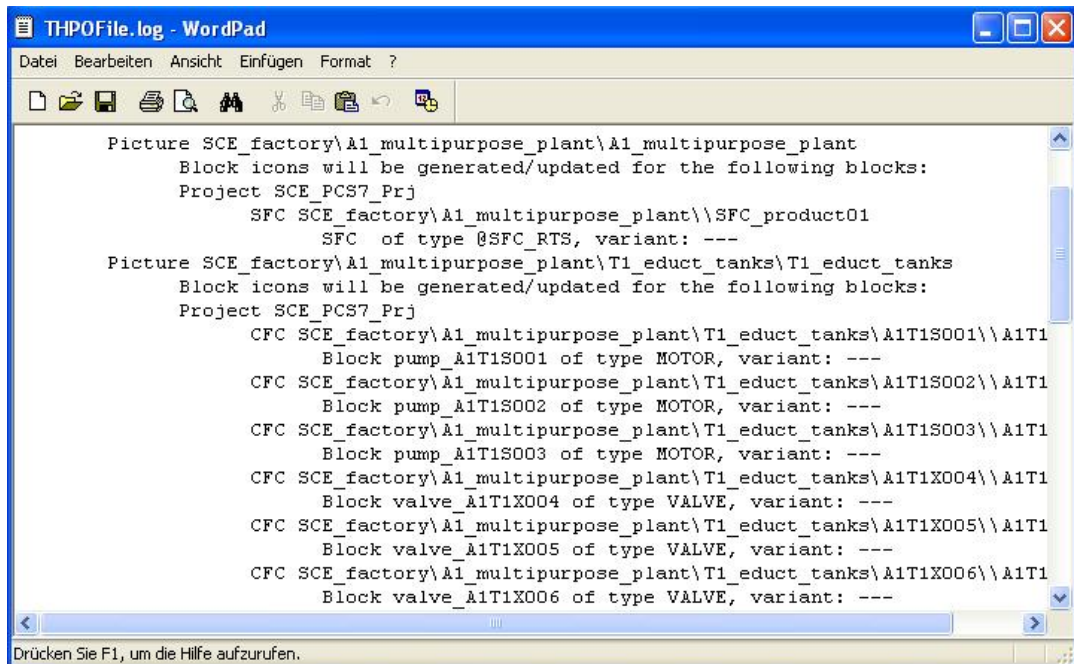 THPOFile.log - WordPad
Datei Bearbeiten Ansicht Einfügen Format ?
Picture SCE_factory\A1_multipurpose_plant\A1_multipurpose_plant
Block icons will be generated/updated for the following blocks:
Project SCE_PCS7_Prj
SFC SCE_factory\A1_multipurpose_plant\\SFC_product01
SFC  of type @SFC_RTS, variant: ---
Picture SCE_factory\A1_multipurpose_plant\T1_educt_tanks\T1_educt_tanks
Block icons will be generated/updated for the following blocks:
Project SCE_PCS7_Prj
CFC SCE_factory\A1_multipurpose_plant\T1_educt_tanks\A1T1S001\\A1T1
Block pump_A1T1S001 of type MOTOR, variant: ---
CFC SCE_factory\A1_multipurpose_plant\T1_educt_tanks\A1T1S002\\A1T1
Block pump_A1T1S002 of type MOTOR, variant: ---
CFC SCE_factory\A1_multipurpose_plant\T1_educt_tanks\A1T1S003\\A1T1
Block pump_A1T1S003 of type MOTOR, variant: ---
CFC SCE_factory\A1_multipurpose_plant\T1_educt_tanks\A1T1X004\\A1T1
Block valve_A1T1X004 of type VALVE, variant: ---
CFC SCE_factory\A1_multipurpose_plant\T1_educt_tanks\A1T1X005\\A1T1
Block valve_A1T1X005 of type VALVE, variant: ---
CFC SCE_factory\A1_multipurpose_plant\T1_educt_tanks\A1T1X006\\A1T1
Block valve_A1T1X006 of type VALVE, variant: ---
Drücken Sie F1, um die Hilfe aufzurufen.